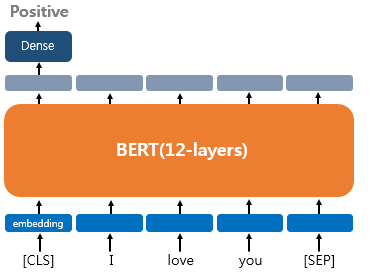 Positive
Dense
BERT(12-layers)
embedding
[CLS] I love you [SEP]